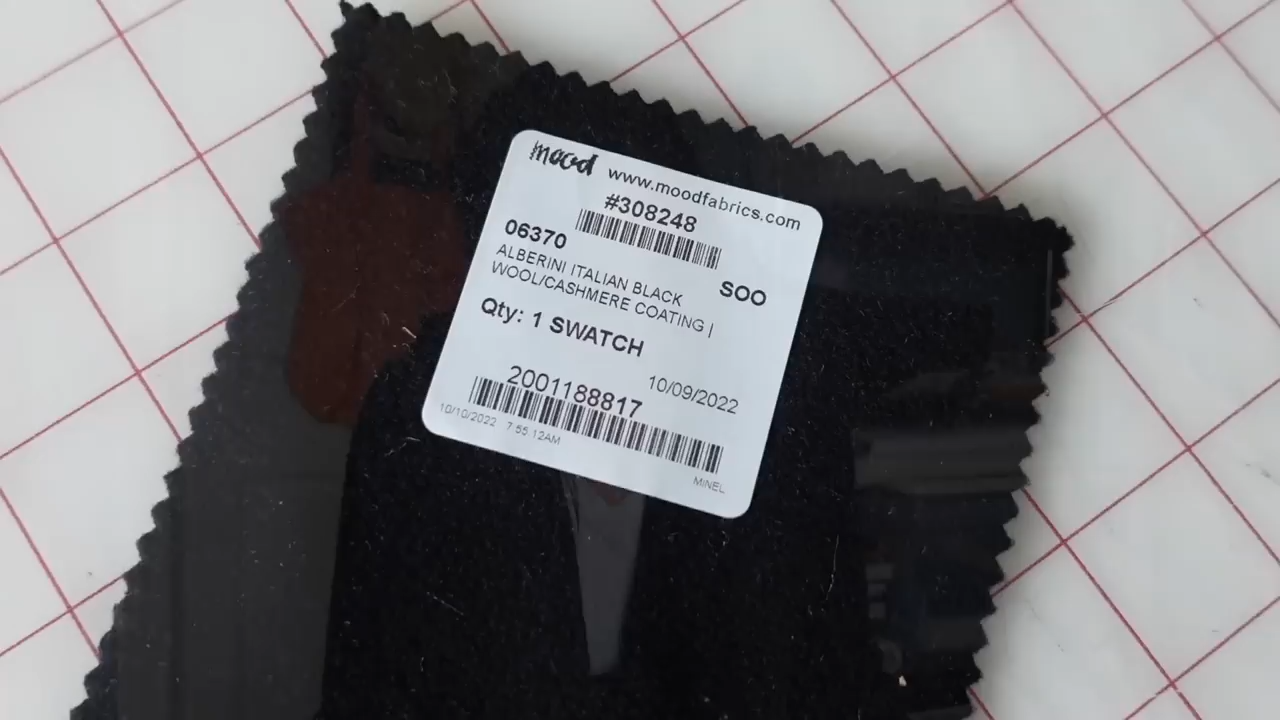 mood www.moodfabrics.com
#308248
06370
ALBERINI ITALIAN BLACK
WOOL/CASHMERE COATING |
SOO
Qty: 1 SWATCH
10/09/2022
2001188817
10/10/2022 7:55:12AM
MINEL